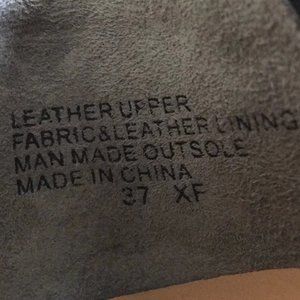 LEATHER UPPER
FABRIC&LEATHER LINING
MAN MADE OUTSOLE
MADE IN CHINA
37 XF